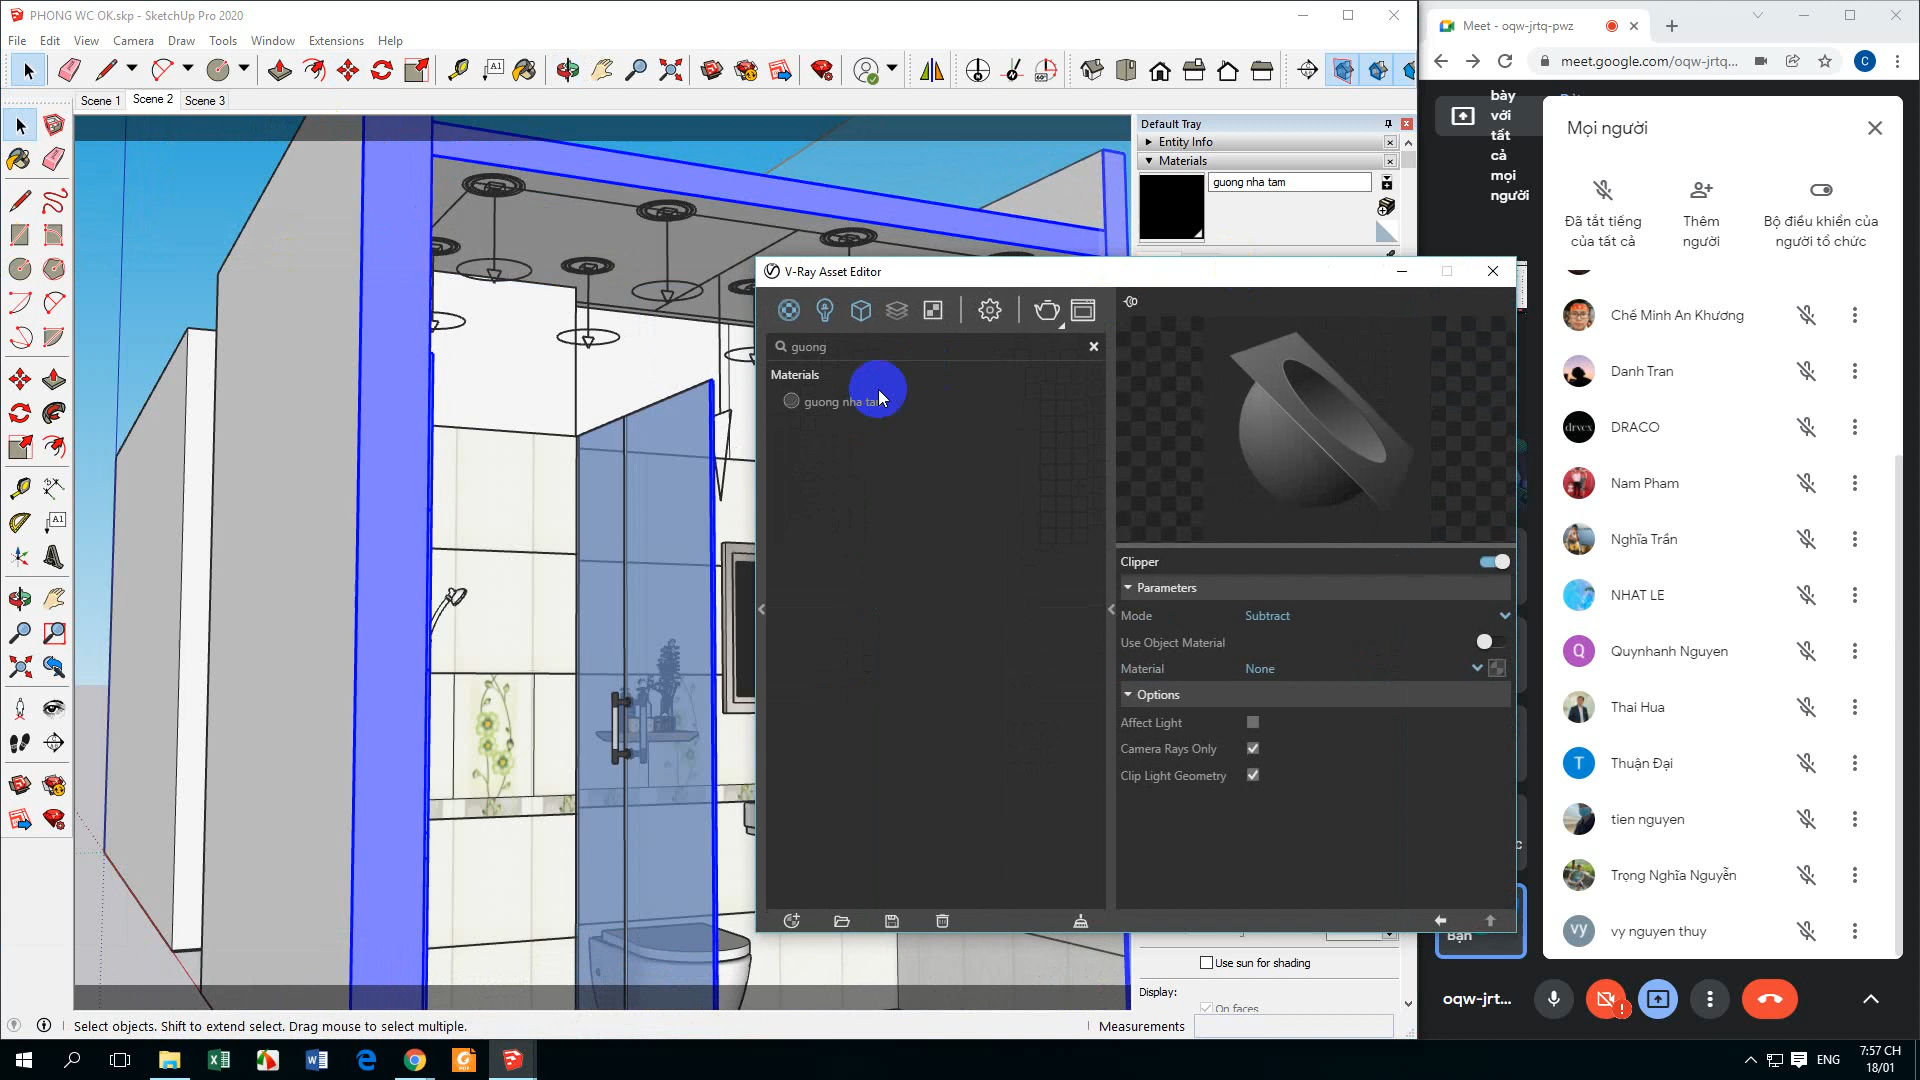 PHONG WC OK.skp - SketchUp Pro 2020
File Edit View Camera Draw Tools Window Extensions Help
Scene 1 Scene 2 Scene 3
Default Tray
Entity Info
Materials
guong nha tam
V-Ray Asset Editor
guong
Materials
guong nha tam
Clipper
Parameters
Mode Subtract
Use Object Material
Material None
Options
Affect Light
Camera Rays Only
Clip Light Geometry
Use sun for shading
Display:
On faces
Select objects. Shift to extend select. Drag mouse to select multiple.
Measurements
Meet - oqw-jrtq-pwz
meet.google.com/oqw-jrtq...
C
bày
với
tất
cả
mọi
người
Mọi người
Đã tắt tiếng
của tất cả
Thêm
người
Bộ điều khiển của
người tổ chức
Chế Minh An Khương
Danh Tran
DRACO
Nam Pham
Nghĩa Trần
NHAT LE
Q
Quynhanh Nguyen
Thai Hua
T
Thuận Đại
tien nguyen
Trọng Nghĩa Nguyễn
vy
vy nguyen thuy
Bạn
oqw-jrt...
ENG
7:57 CH
18/01